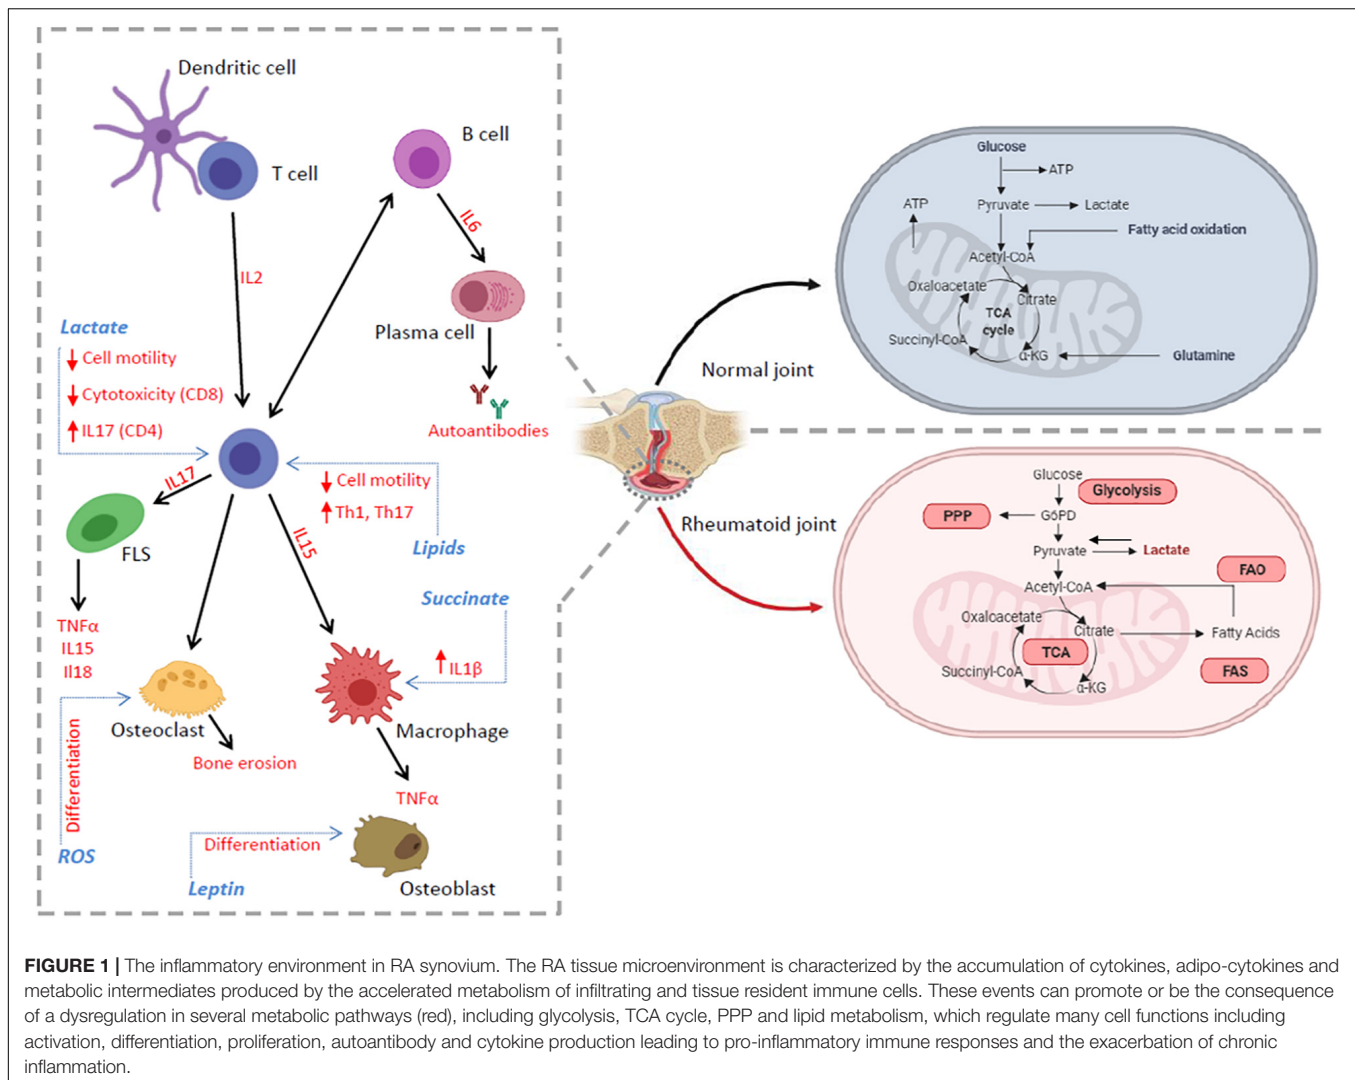 Dendritic cell
T cell
B cell
IL6
IL2
Plasma cell
Autoantibodies
Lactate
Cell motility
Cytotoxicity (CD8)
IL17 (CD4)
IL17
FLS
TNFα
IL15
Il18
IL15
Cell motility
Th1, Th17
Lipids
Succinate
IL1β
Osteoclast
Bone erosion
Macrophage
TNFα
Differentiation
ROS
Differentiation
Leptin
Osteoblast
Normal joint
Rheumatoid joint
Glucose
ATP
ATP
Pyruvate
Lactate
Fatty acid oxidation
Acetyl-CoA
Oxaloacetate
Citrate
TCA
cycle
Succinyl-CoA
α-KG
Glutamine
Glucose
Glycolysis
PPP
G6PD
Pyruvate
Lactate
FAO
Acetyl-CoA
Oxaloacetate
Citrate
Fatty Acids
TCA
Succinyl-CoA
α-KG
FAS
FIGURE 1 | The inflammatory environment in RA synovium. The RA tissue microenvironment is characterized by the accumulation of cytokines, adipo-cytokines and
metabolic intermediates produced by the accelerated metabolism of infiltrating and tissue resident immune cells. These events can promote or be the consequence
of a dysregulation in several metabolic pathways (red), including glycolysis, TCA cycle, PPP and lipid metabolism, which regulate many cell functions including
activation, differentiation, proliferation, autoantibody and cytokine production leading to pro-inflammatory immune responses and the exacerbation of chronic
inflammation.